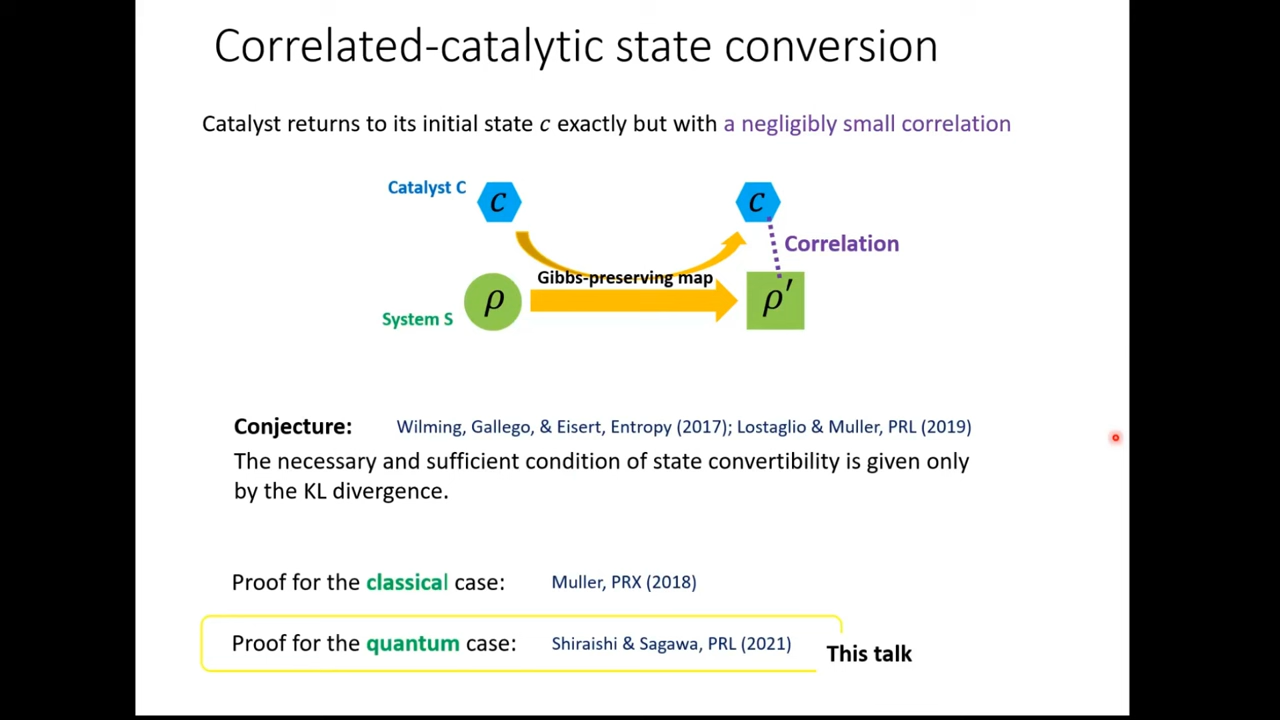 Correlated-catalytic state conversion
Catalyst returns to its initial state c exactly but with a negligibly small correlation
Catalyst C
c
c
Correlation
Gibbs-preserving map
ρ
ρ′
System S
Conjecture: Wilming, Gallego, & Eisert, Entropy (2017); Lostaglio & Muller, PRL (2019)
The necessary and sufficient condition of state convertibility is given only
by the KL divergence.
Proof for the classical case: Muller, PRX (2018)
Proof for the quantum case: Shiraishi & Sagawa, PRL (2021)
This talk